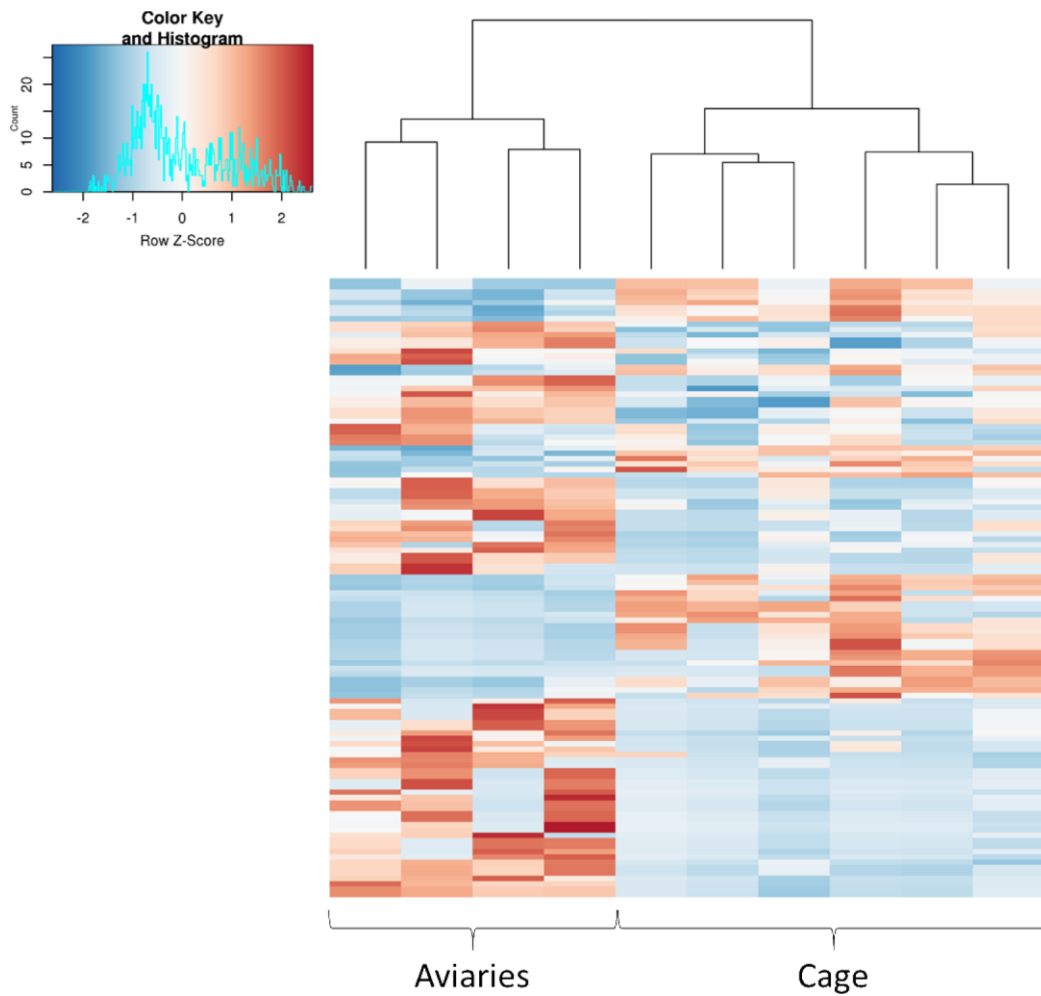 Color Key
and Histogram
Count
0 5 10 20
-2 -1 0 1 2
Row Z-Score
Aviaries Cage